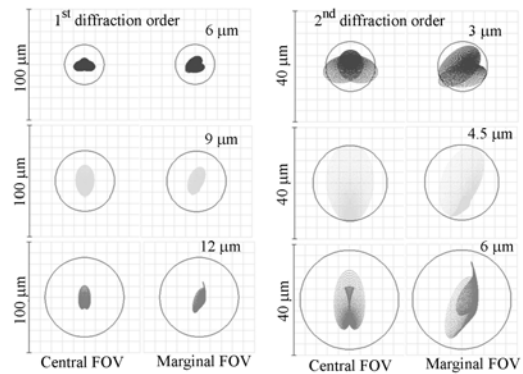 1st diffraction order
6 μm
100 μm
9 μm
100 μm
12 μm
100 μm
Central FOV Marginal FOV
2nd diffraction order
3 μm
40 μm
4.5 μm
40 μm
6 μm
40 μm
Central FOV Marginal FOV